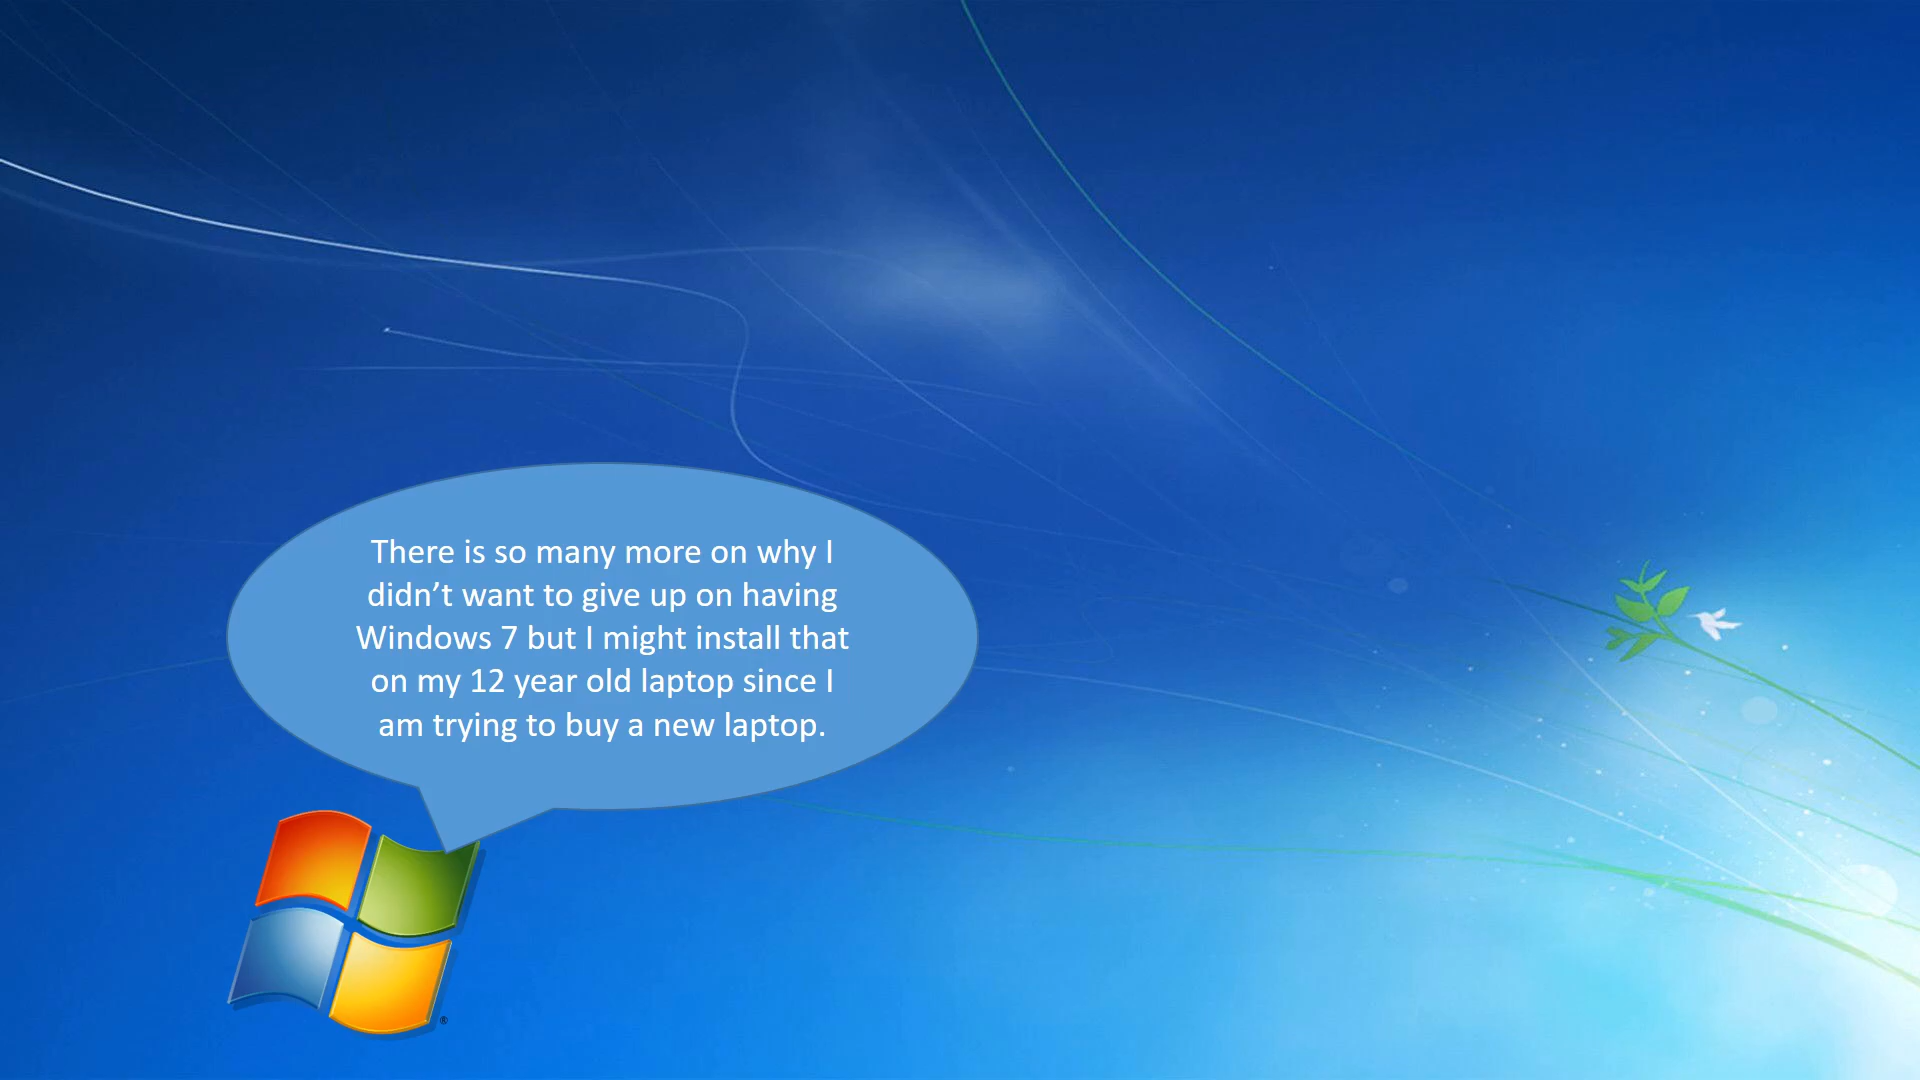 There is so many more on why I
didn’t want to give up on having
Windows 7 but I might install that
on my 12 year old laptop since I
am trying to buy a new laptop.
®